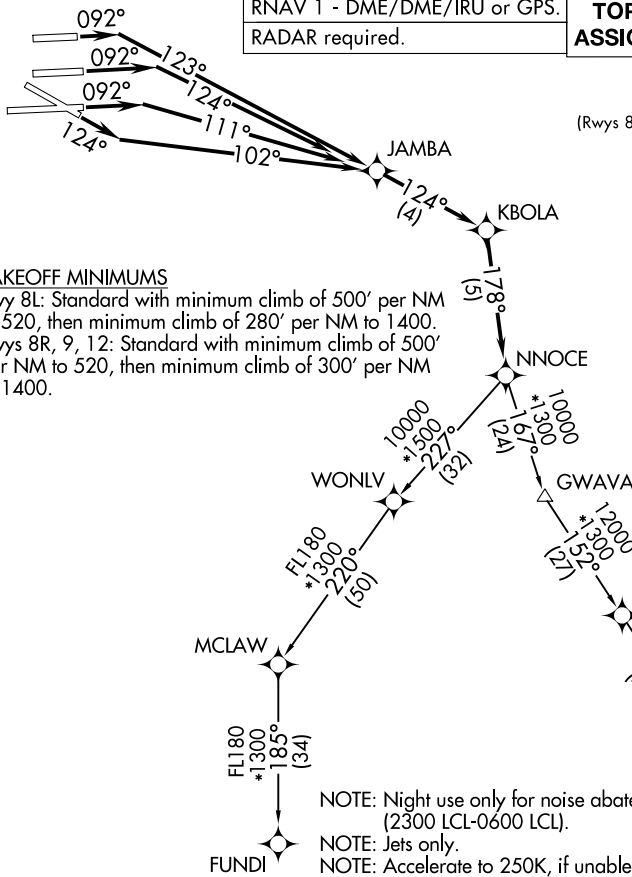 RNAV 1 - DME/DME/IRU or GPS.
RADAR required.
TOP
ASSIG
(Rwys 8
092°
092°
092°
124°
123°
124°
111°
102°
JAMBA
124°
(4)
KBOLA
178°
(5)
AKEOFF MINIMUMS
wy 8L: Standard with minimum climb of 500' per NM
520, then minimum climb of 280' per NM to 1400.
wys 8R, 9, 12: Standard with minimum climb of 500'
r NM to 520, then minimum climb of 300' per NM
1400.
NNOCE
10000
*1500
227°
(32)
10000
*1300
167°
(24)
WONLV
GWAVA
12000
*1300
152°
(27)
FL180
*1300
220°
(50)
MCLAW
FL180
*1300
185°
(34)
FUNDI
NOTE: Night use only for noise abate
(2300 LCL-0600 LCL).
NOTE: Jets only.
NOTE: Accelerate to 250K, if unable